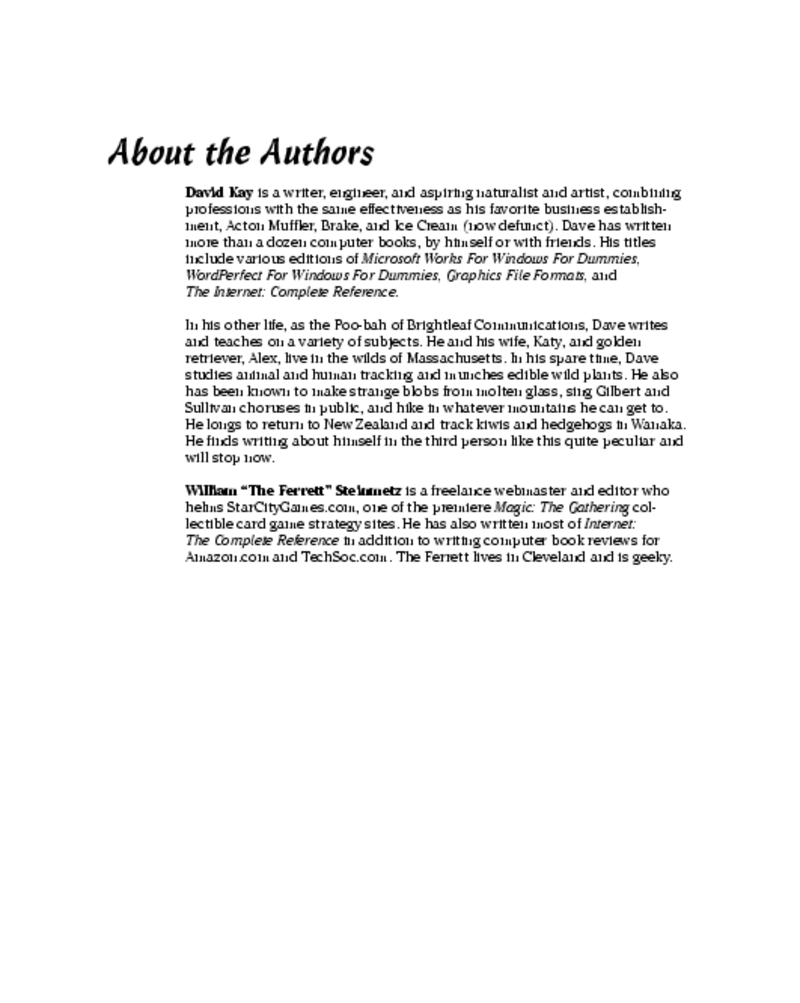 About the Authors
David Kay is a writer, engineer, and aspiring naturalist and artist, combining
professions with the same effectiveness as his favorite business establish-
ment, Acton Muffler, Brake, and Ice Cream (now defunct). Dave has written
more than a dozen computer books, by himself or with friends. His titles
include various editions of Microsoft Works For Windows For Dummies,
WordPerfect For Windows For Dummies, Graphics File Formats, and
The Internet: Complete Reference.
In his other life, as the Poo-bah of Brightleaf Communications, Dave writes
and teaches on a variety of subjects. He and his wife, Katy, and golden
retriever, Alex, live in the wilds of Massachusetts. In his spare time, Dave
studies animal and human tracking and munches edible wild plants. He also
has been known to make strange blobs from molten glass, sing Gilbert and
Sullivan choruses in public, and hike in whatever mountains he can get to.
He longs to return to New Zealand and track kiwis and hedgehogs in Wanaka.
He finds writing about himself in the third person like this quite peculiar and
will stop now.
William “The Ferrett” Steinmetz is a freelance webmaster and editor who
helms StarCityGames.com, one of the premiere Magic: The Gathering col-
lectible card game strategy sites. He has also written most of Internet:
The Complete Reference in addition to writing computer book reviews for
Amazon.com and TechSoc.com. The Ferrett lives in Cleveland and is geeky.